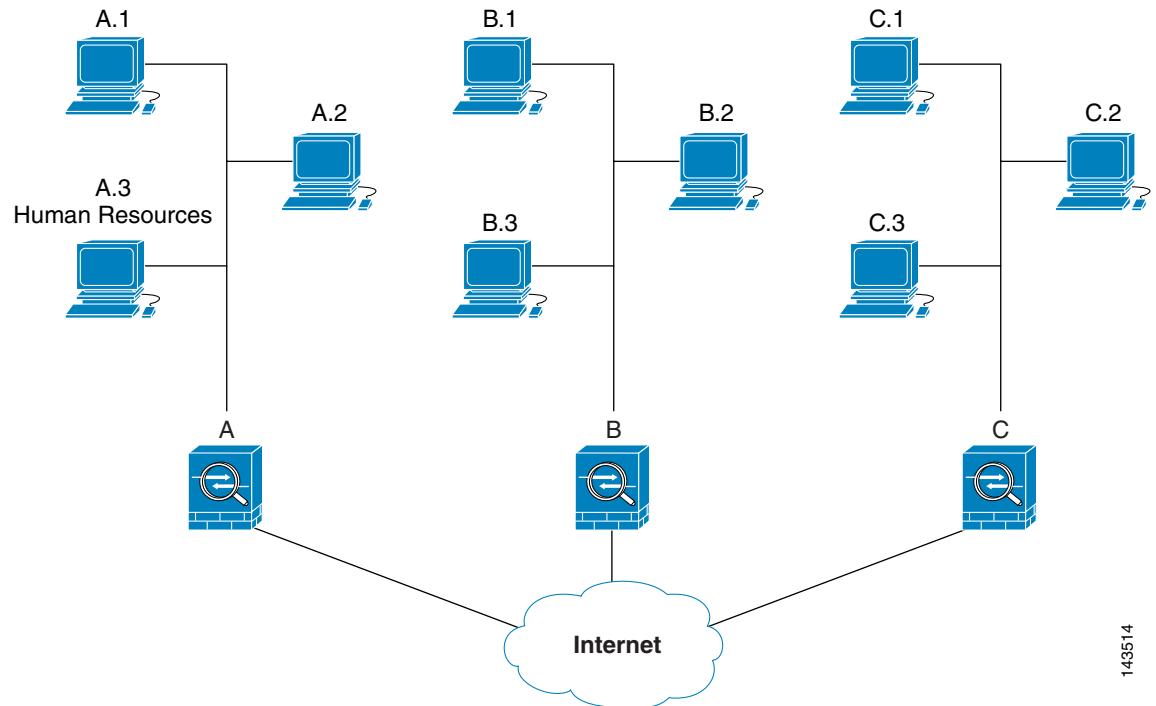 A.1
B.1
C.1
A.2
B.2
C.2
A.3
Human Resources
B.3
C.3
A
B
C
Internet
143514